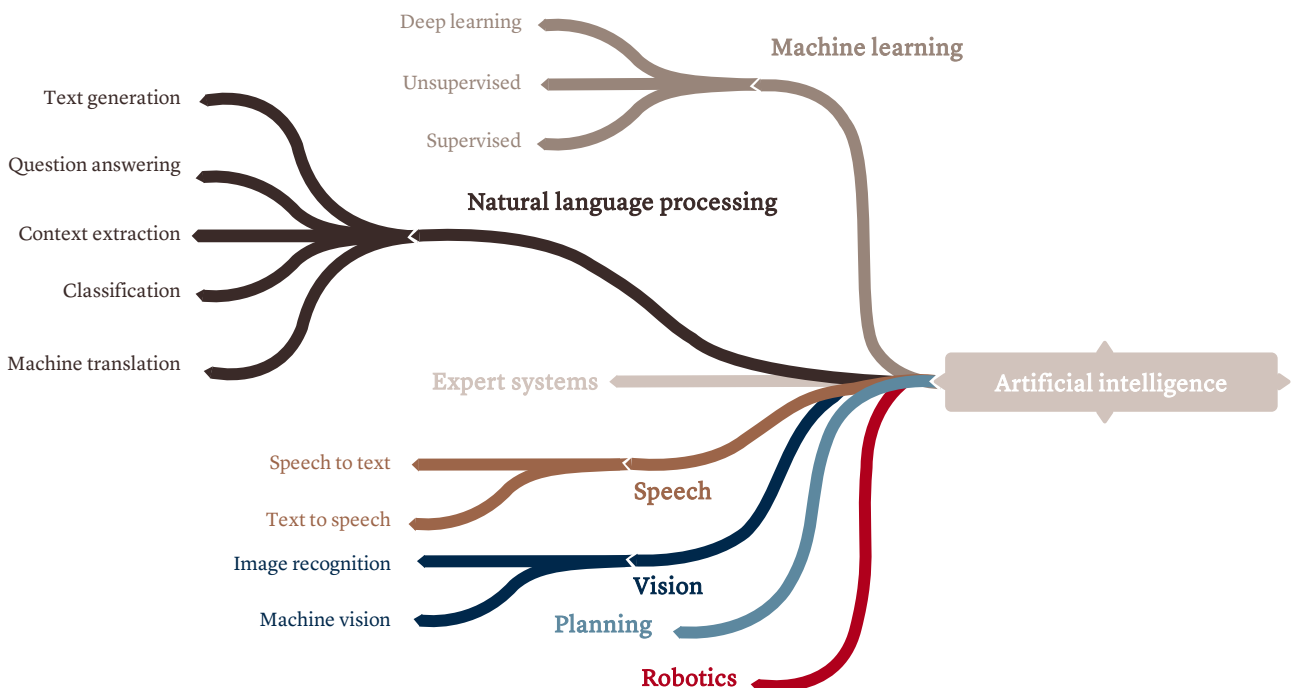 Deep learning
Machine learning
Unsupervised
Supervised
Text generation
Question answering
Context extraction
Classification
Machine translation
Natural language processing
Expert systems
Artificial intelligence
Speech to text
Text to speech
Speech
Image recognition
Machine vision
Vision
Planning
Robotics